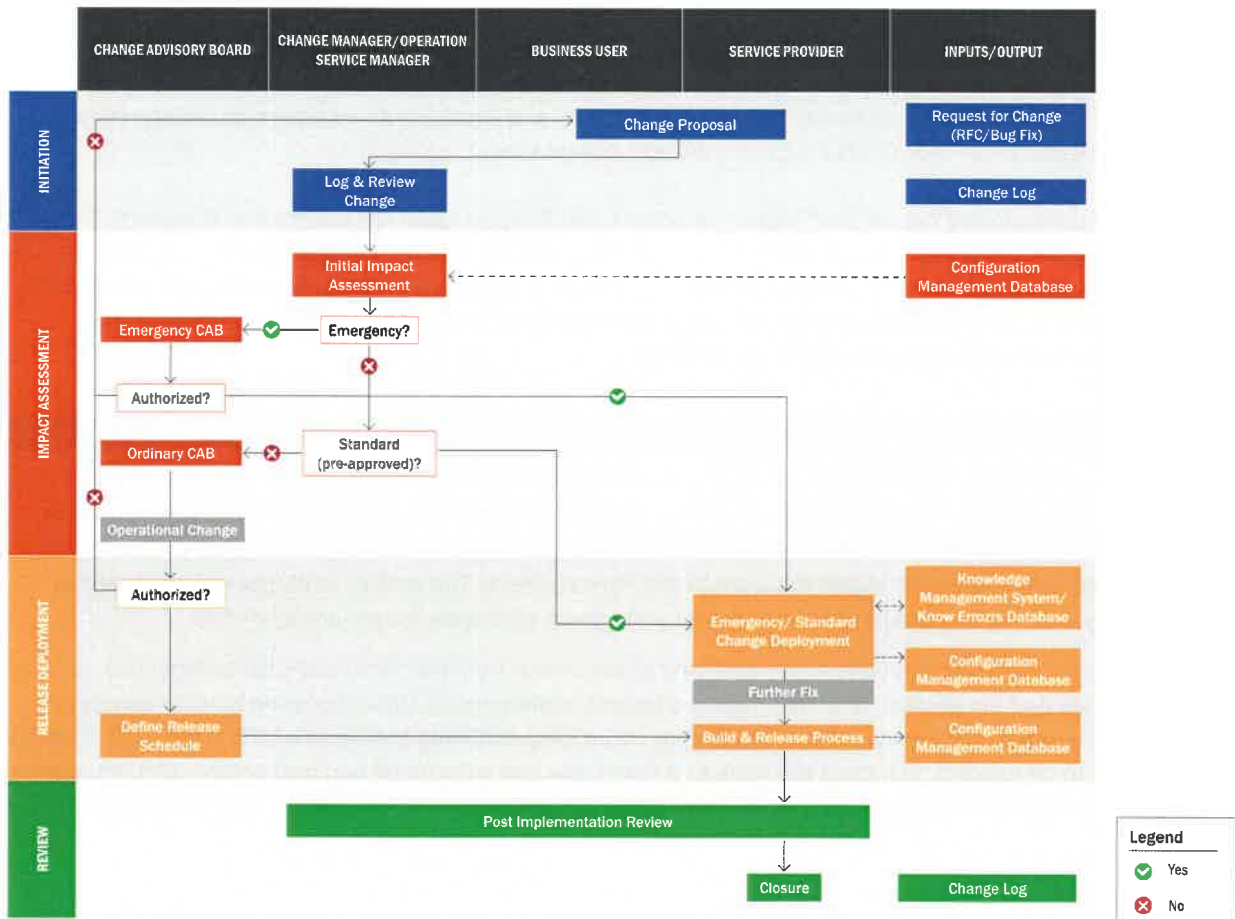 CHANGE ADVISORY BOARD
CHANGE MANAGER/OPERATION
SERVICE MANAGER
BUSINESS USER
SERVICE PROVIDER
INPUTS/OUTPUT
INITIATION
Change Proposal
Request for Change
(RFC/Bug Fix)
Log & Review
Change
Change Log
IMPACT ASSESSMENT
Initial Impact
Assessment
Configuration
Management Database
Emergency CAB
Emergency?
Authorized?
Ordinary CAB
Standard
(pre-approved)?
Operational Change
RELEASE DEPLOYMENT
Authorized?
Emergency/ Standard
Change Deployment
Knowledge
Management System/
Know Errozrs Database
Configuration
Management Database
Further Fix
Define Release
Schedule
Build & Release Process
Configuration
Management Database
REVIEW
Post Implementation Review
Closure
Change Log
Legend
Yes
No